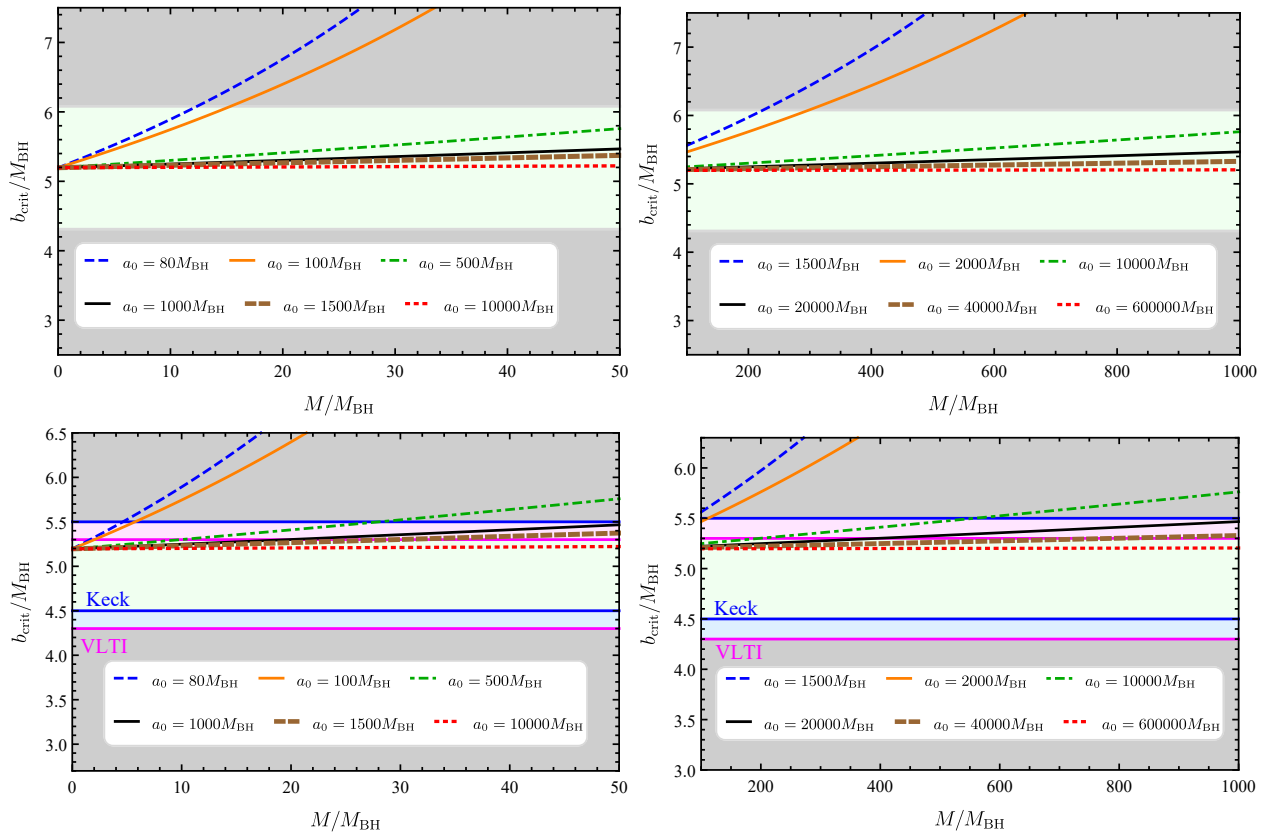 7
6
5
4
3
b_crit/M_BH
a_0 = 80M_BH
a_0 = 100M_BH
a_0 = 500M_BH
a_0 = 1000M_BH
a_0 = 1500M_BH
a_0 = 10000M_BH
0 10 20 30 40 50
M/M_BH
7
6
5
4
3
b_crit/M_BH
a_0 = 1500M_BH
a_0 = 2000M_BH
a_0 = 10000M_BH
a_0 = 20000M_BH
a_0 = 40000M_BH
a_0 = 600000M_BH
200 400 600 800 1000
M/M_BH
6.5
6.0
5.5
5.0
4.5
4.0
3.5
3.0
b_crit/M_BH
Keck
VLTI
a_0 = 80M_BH
a_0 = 100M_BH
a_0 = 500M_BH
a_0 = 1000M_BH
a_0 = 1500M_BH
a_0 = 10000M_BH
0 10 20 30 40 50
M/M_BH
6.0
5.5
5.0
4.5
4.0
3.5
3.0
b_crit/M_BH
Keck
VLTI
a_0 = 1500M_BH
a_0 = 2000M_BH
a_0 = 10000M_BH
a_0 = 20000M_BH
a_0 = 40000M_BH
a_0 = 600000M_BH
200 400 600 800 1000
M/M_BH